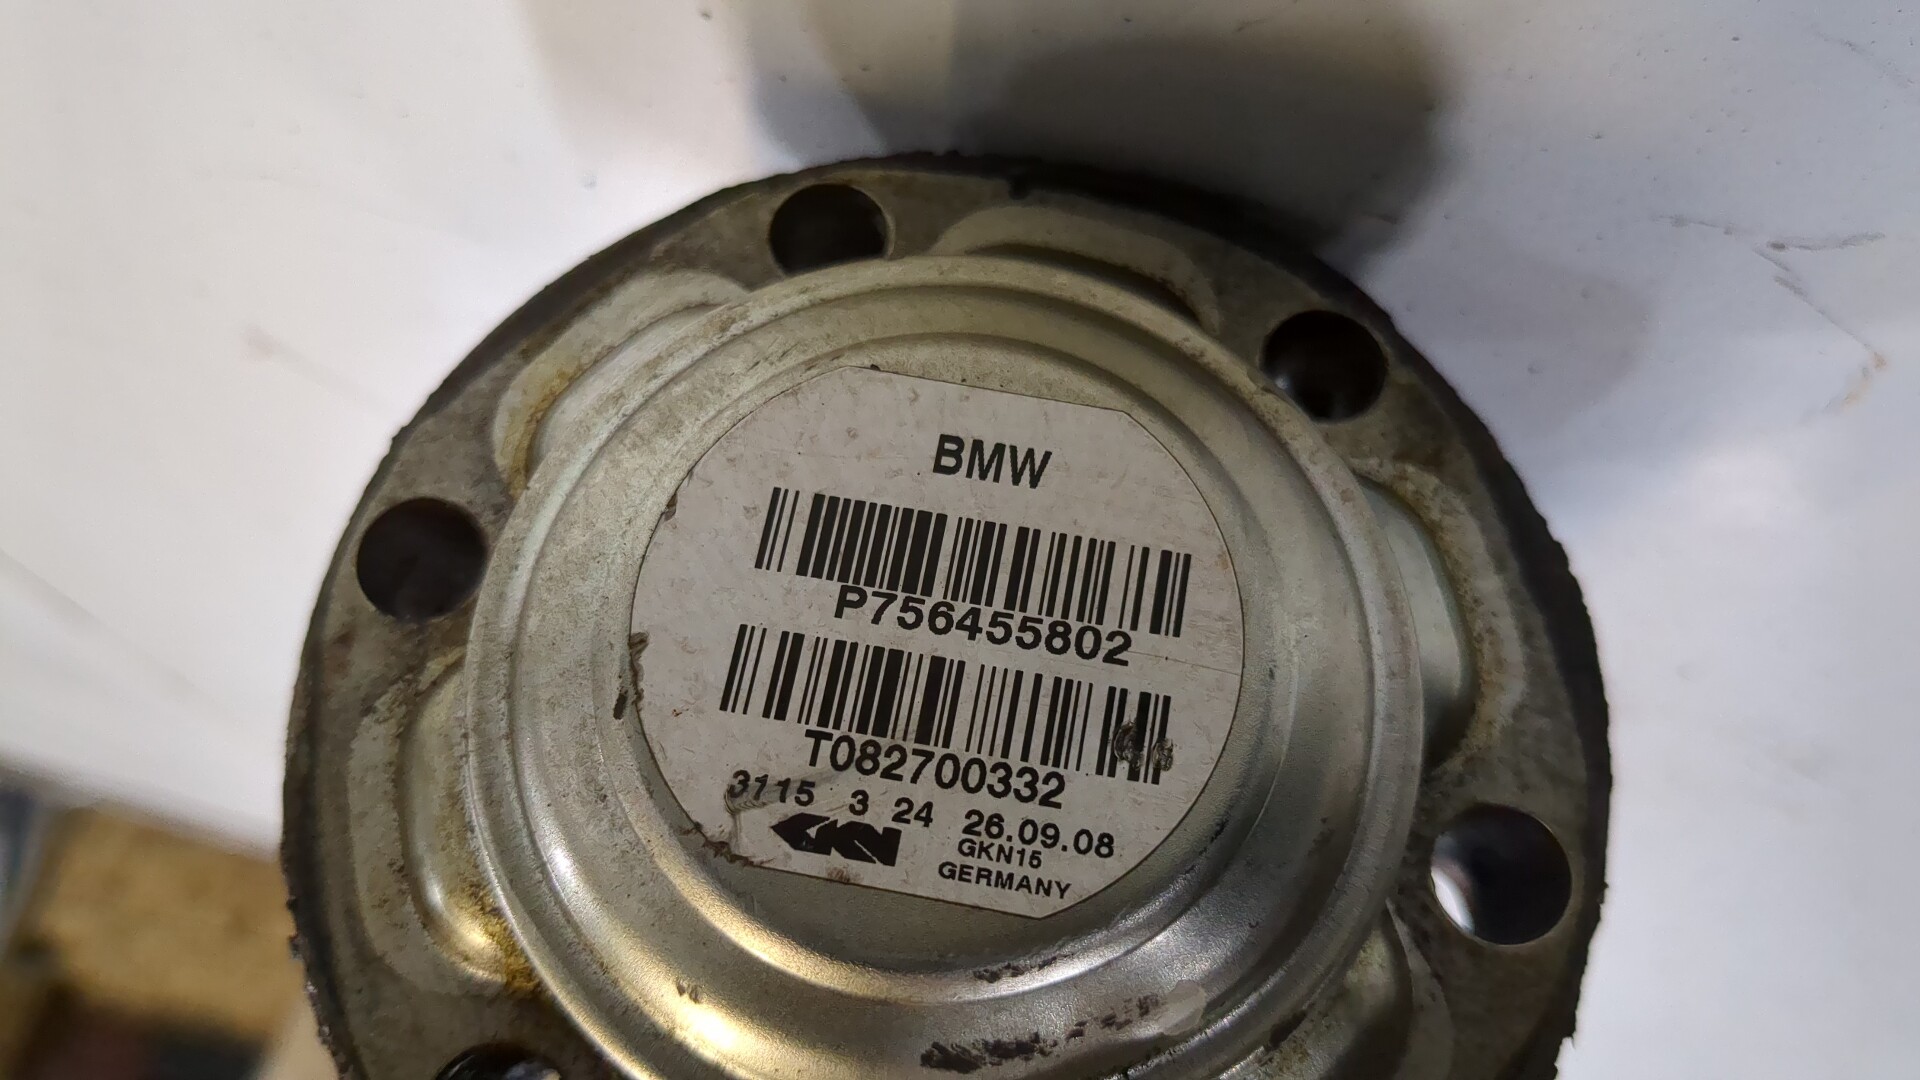 BMW
P756455802
T082700332
3115 3 24 26.09.08
GKN GKN15
GERMANY